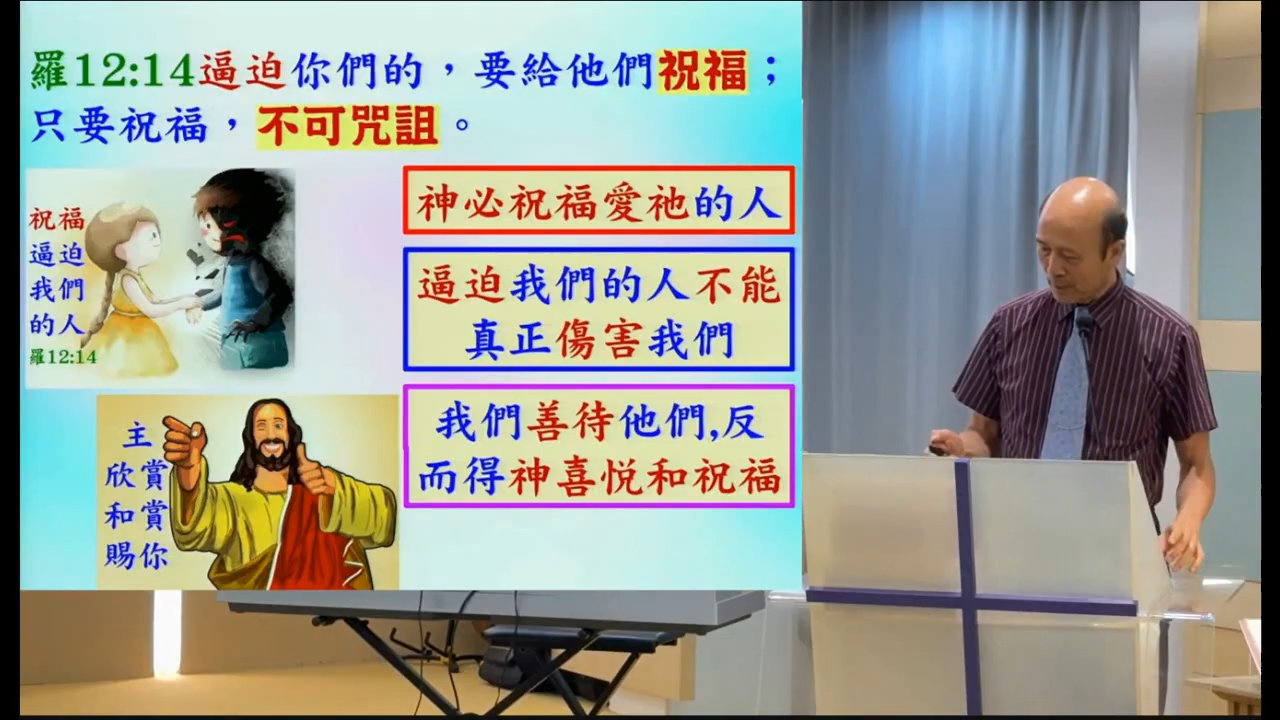 羅12:14逼迫你們的，要給他們祝福；
只要祝福，不可咒詛。
祝福
逼迫
我們
的人
羅12:14
主
欣賞
和賞
賜你
神必祝福愛祂的人
逼迫我們的人不能
真正傷害我們
我們善待他們,反
而得神喜悅和祝福